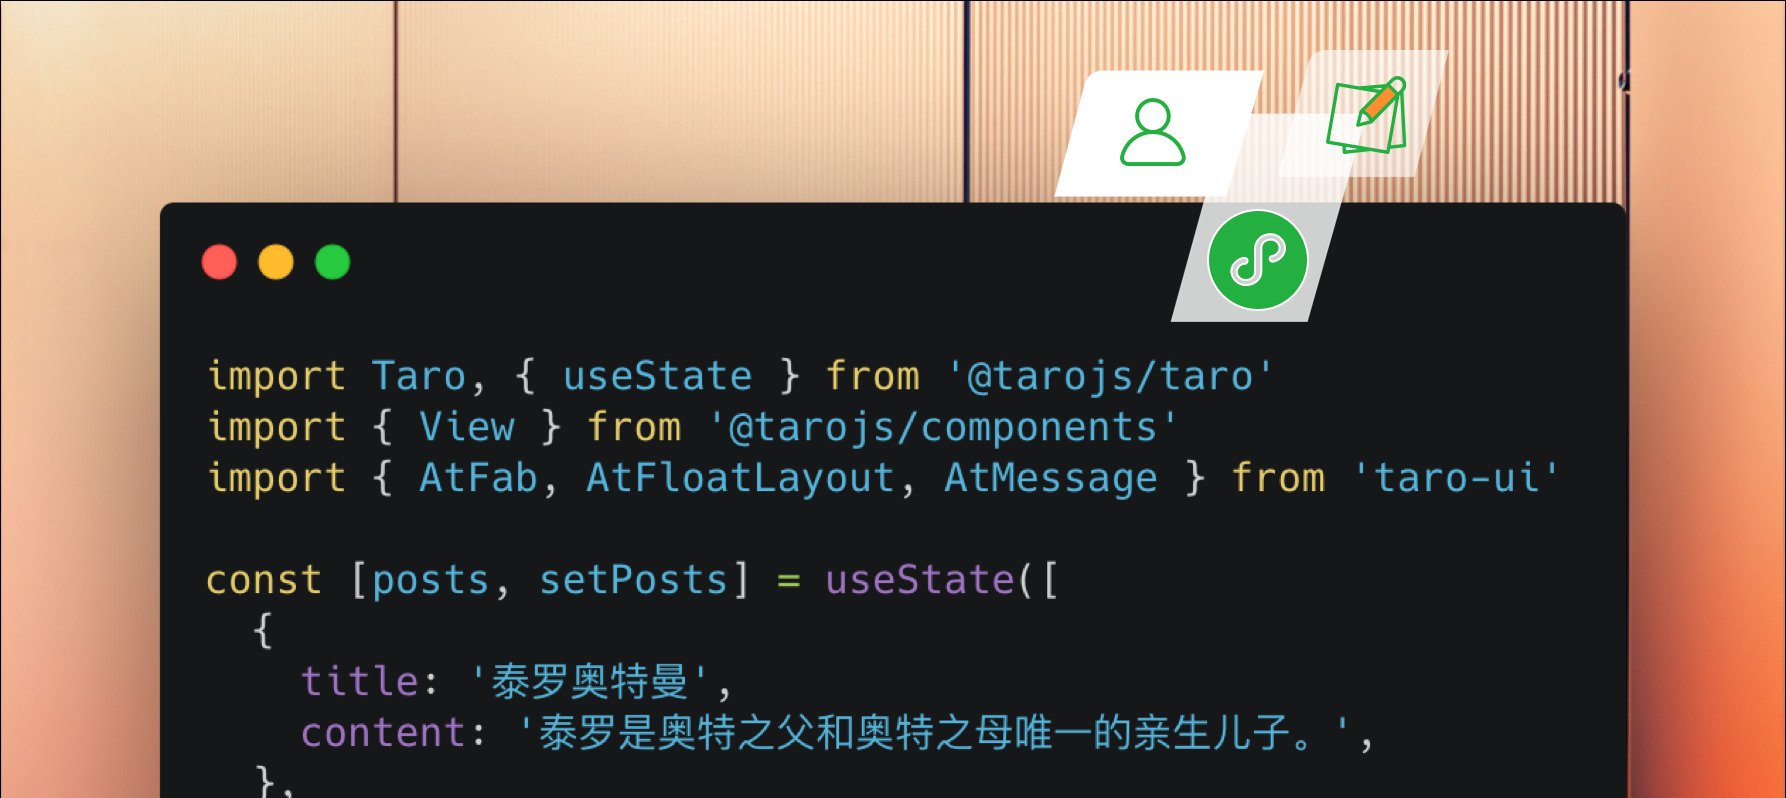 import Taro, { useState } from '@tarojs/taro'
import { View } from '@tarojs/components'
import { AtFab, AtFloatLayout, AtMessage } from 'taro-ui'
const [posts, setPosts] = useState([
{
title: '泰罗奥特曼',
content: '泰罗是奥特之父和奥特之母唯一的亲生儿子。',
},